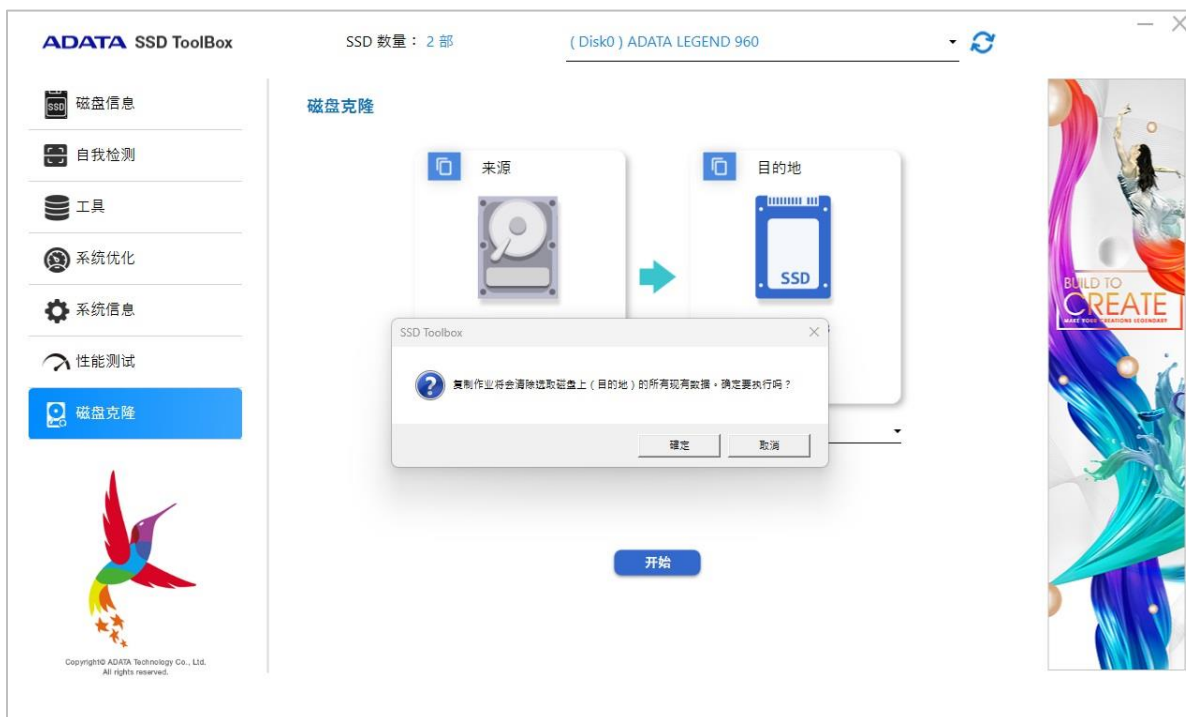 ADATA SSD ToolBox
SSD 数量： 2 部
( Disk0 ) ADATA LEGEND 960
SSD
磁盘信息
自我检测
工具
系统优化
系统信息
性能测试
磁盘克隆
Copyright© ADATA Technology Co., Ltd.
All rights reserved.
磁盘克隆
来源
目的地
SSD
SSD Toolbox
复制作业将会清除选取磁盘上（目的地）的所有现有数据。确定要执行吗？
確定
取消
开始
BUILD TO
CREATE
MAKE YOUR CREATIONS LEGENDARY